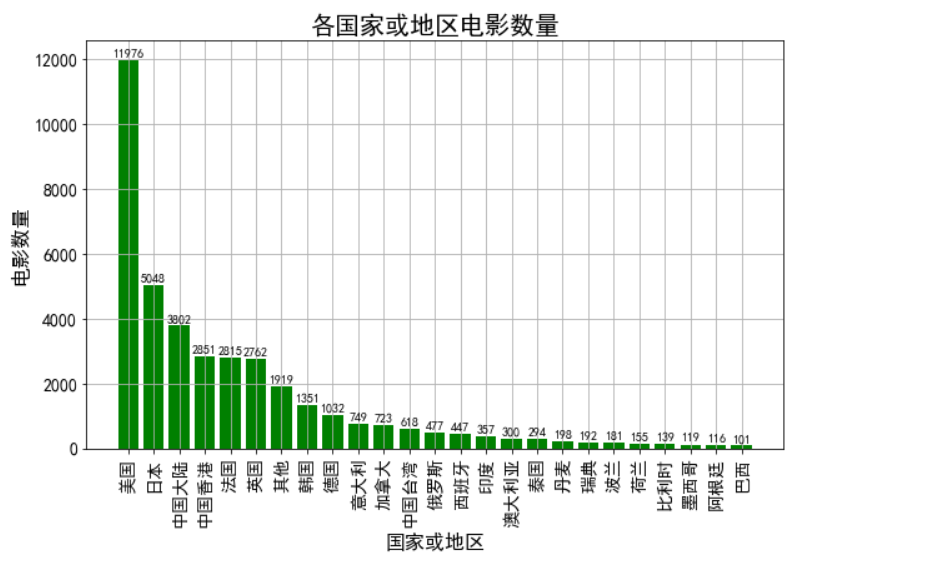 各国家或地区电影数量
电影数量
12000
10000
8000
6000
4000
2000
0
11976
5048
3802
2851
2815
2762
1919
1351
1032
749
723
618
477
447
357
300
294
198
192
181
155
139
119
116
101
美国
日本
中国大陆
中国香港
法国
英国
其他
韩国
德国
意大利
加拿大
中国台湾
俄罗斯
西班牙
印度
澳大利亚
泰国
丹麦
瑞典
波兰
荷兰
比利时
墨西哥
阿根廷
巴西
国家或地区